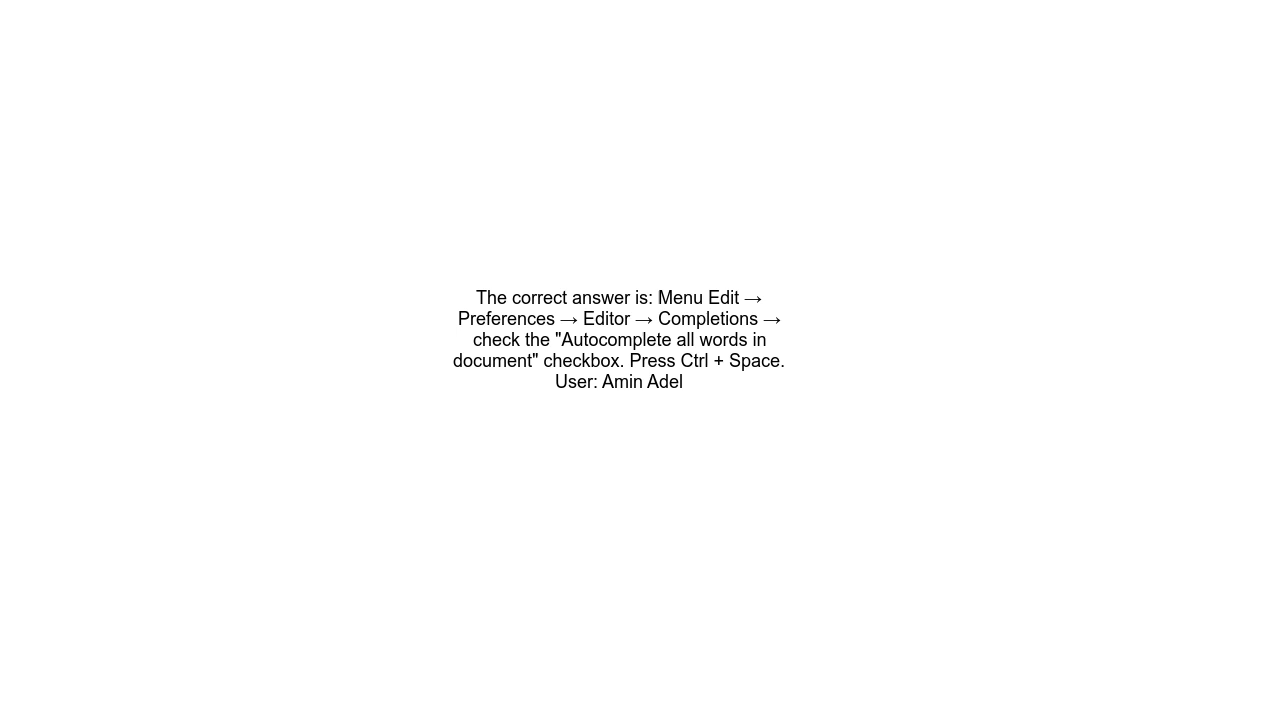 The correct answer is: Menu Edit →
Preferences → Editor → Completions →
check the "Autocomplete all words in
document" checkbox. Press Ctrl + Space.
User: Amin Adel